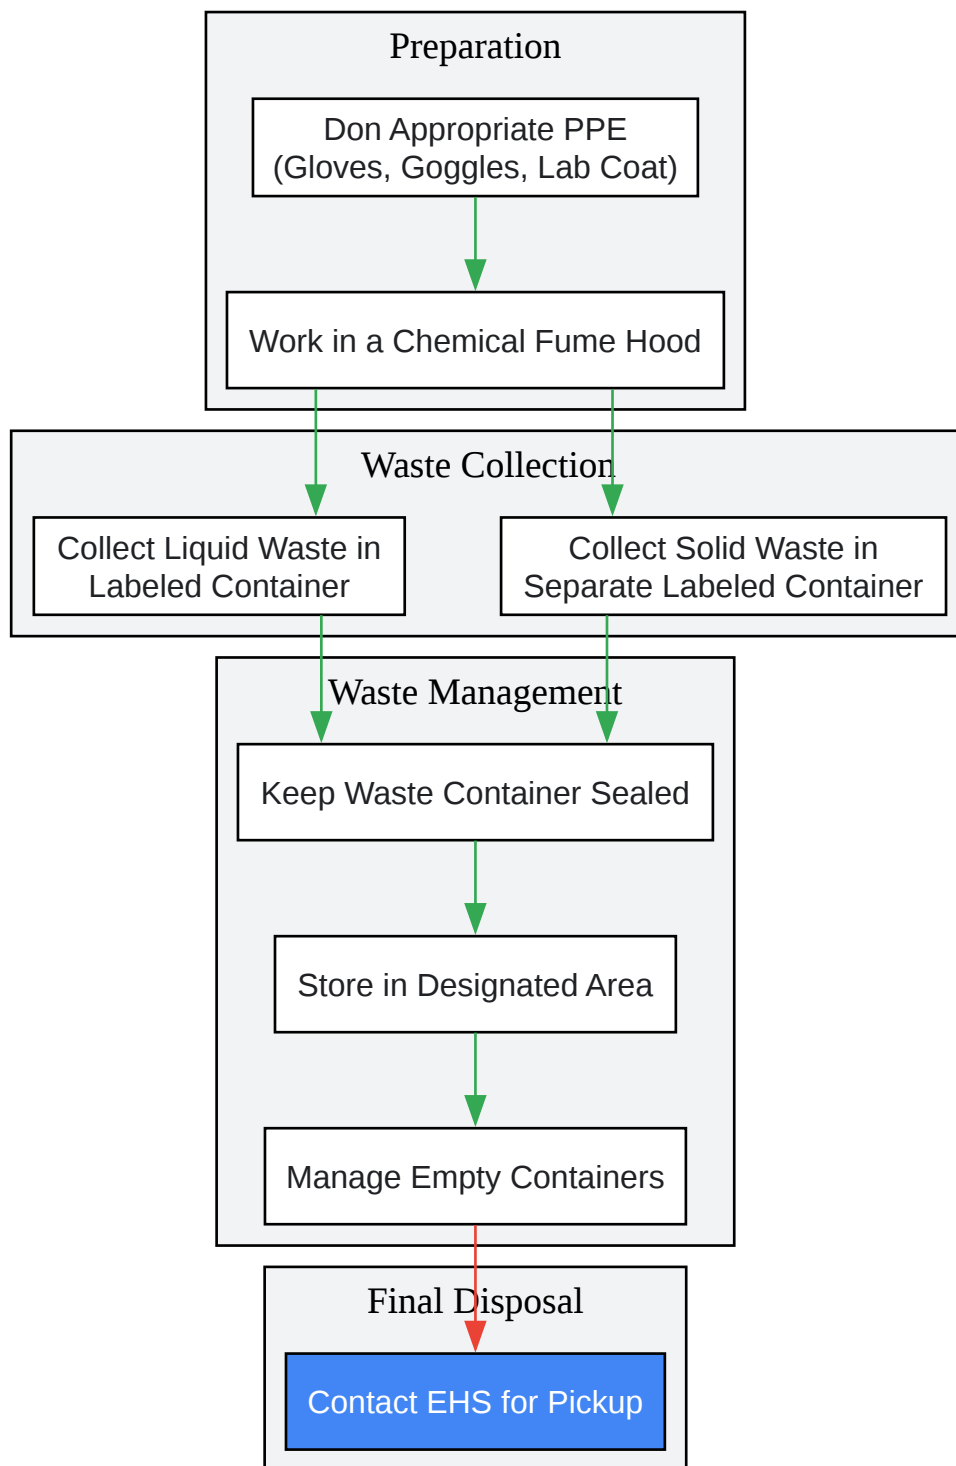 Preparation
Don Appropriate PPE
(Gloves, Goggles, Lab Coat)
Work in a Chemical Fume Hood
Waste Collection
Collect Liquid Waste in
Labeled Container
Collect Solid Waste in
Separate Labeled Container
Waste Management
Keep Waste Container Sealed
Store in Designated Area
Manage Empty Containers
Final Disposal
Contact EHS for Pickup